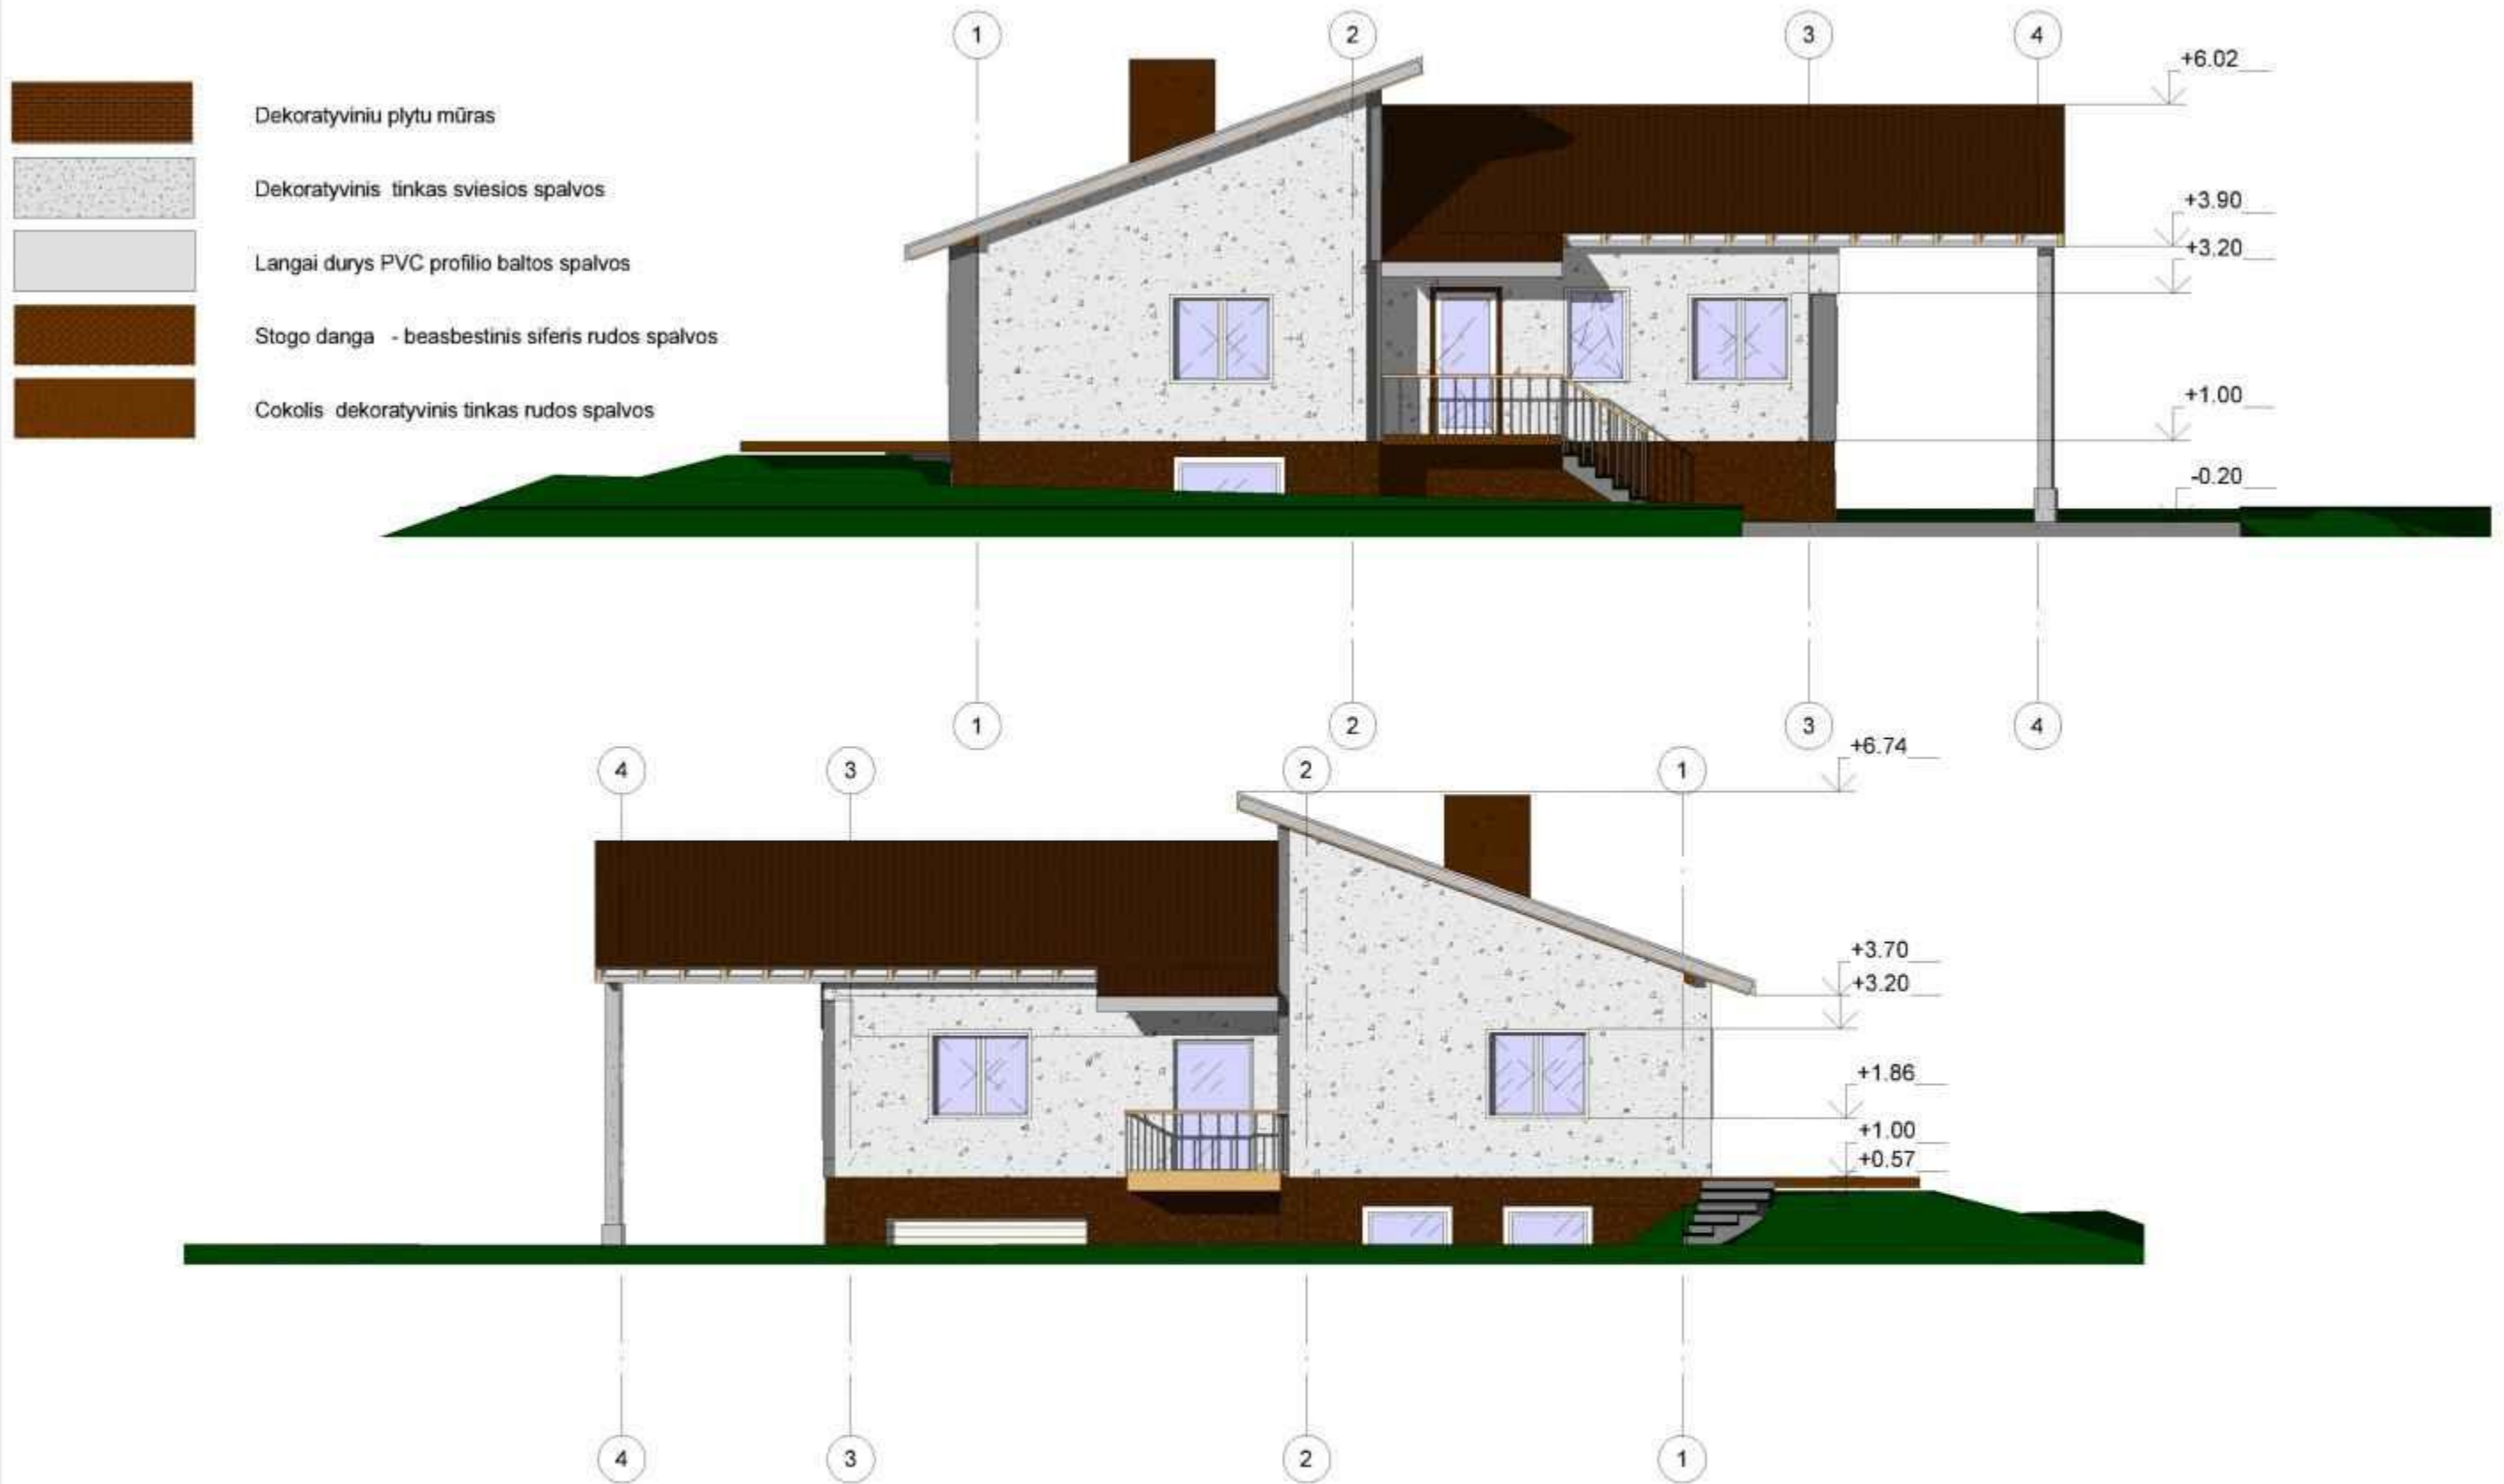 1 2 3 4
+6.02
Dekoratyviniu plytu mūras
Dekoratyvinis tinkas sviesios spalvos
+3.90
+3.20
Langai durys PVC profilio baltos spalvos
Stogo danga - beasbestinis siferis rudos spalvos
+1.00
Cokolis dekoratyvinis tinkas rudos spalvos
-0.20
1 2 3 4
+6.74
4 3 2 1
+3.70
+3.20
+1.86
+1.00
+0.57
4 3 2 1